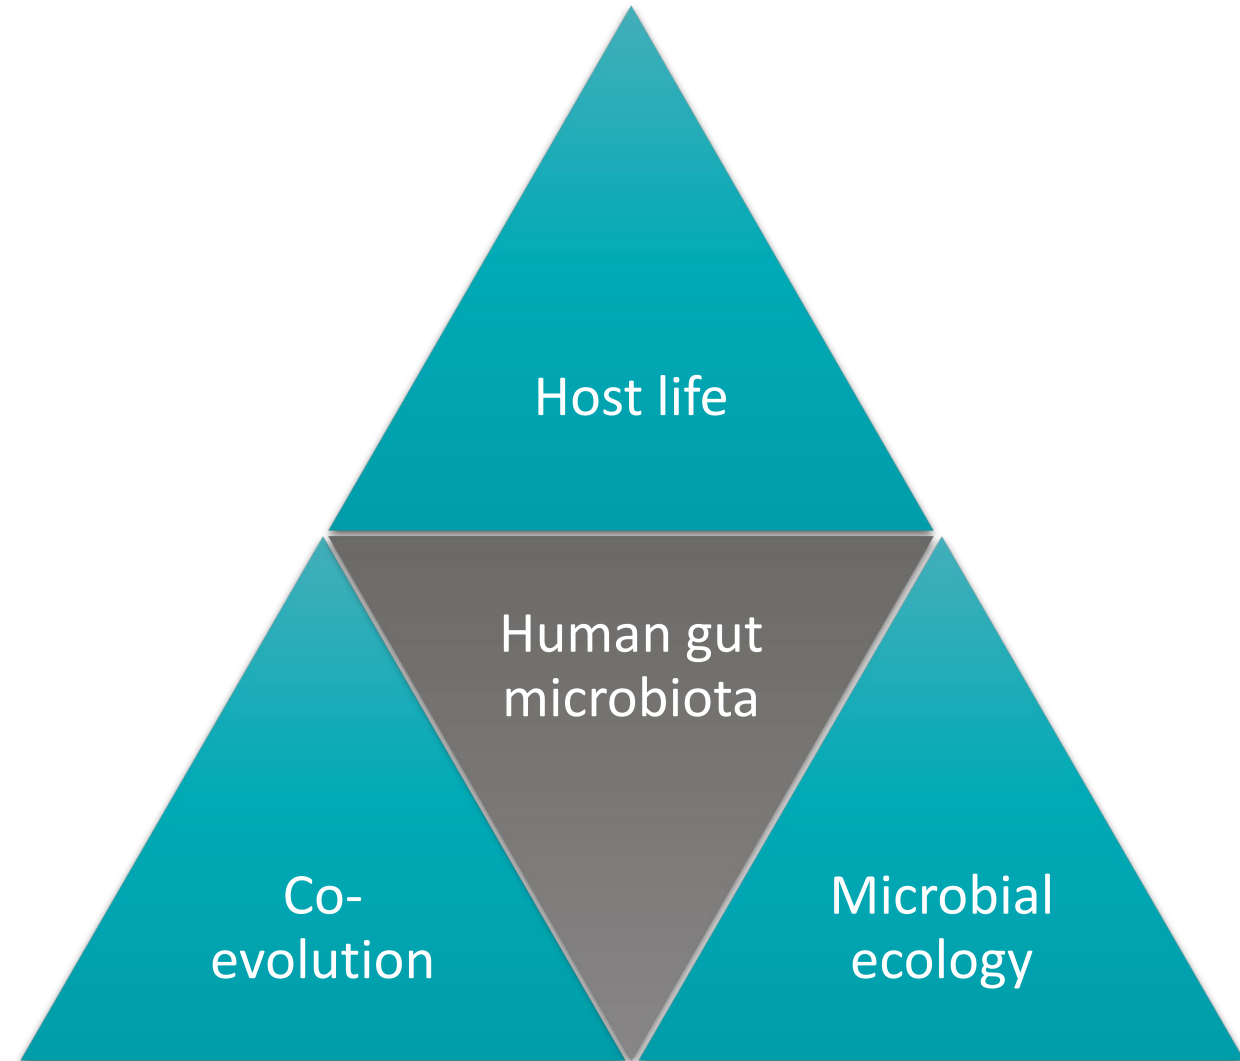 Host life
Human gut
microbiota
Co-
evolution
Microbial
ecology